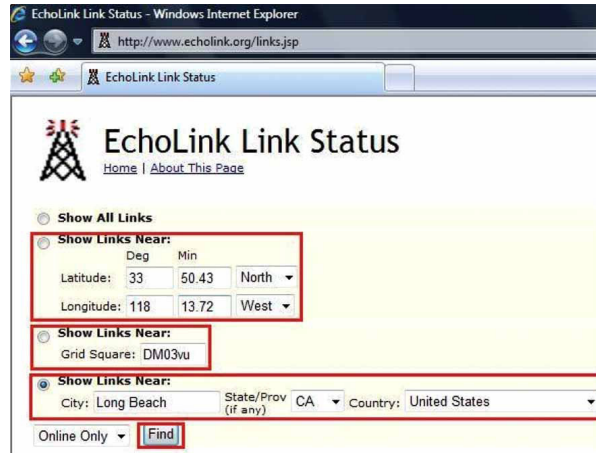 EchoLink Link Status - Windows Internet Explorer
http://www.echolink.org/links.jsp
EchoLink Link Status
EchoLink Link Status
Home | About This Page
Show All Links
Show Links Near:
Deg Min
Latitude: 33 50.43 North
Longitude: 118 13.72 West
Show Links Near:
Grid Square: DM03vu
Show Links Near:
City: Long Beach State/Prov (if any) CA Country: United States
Online Only Find